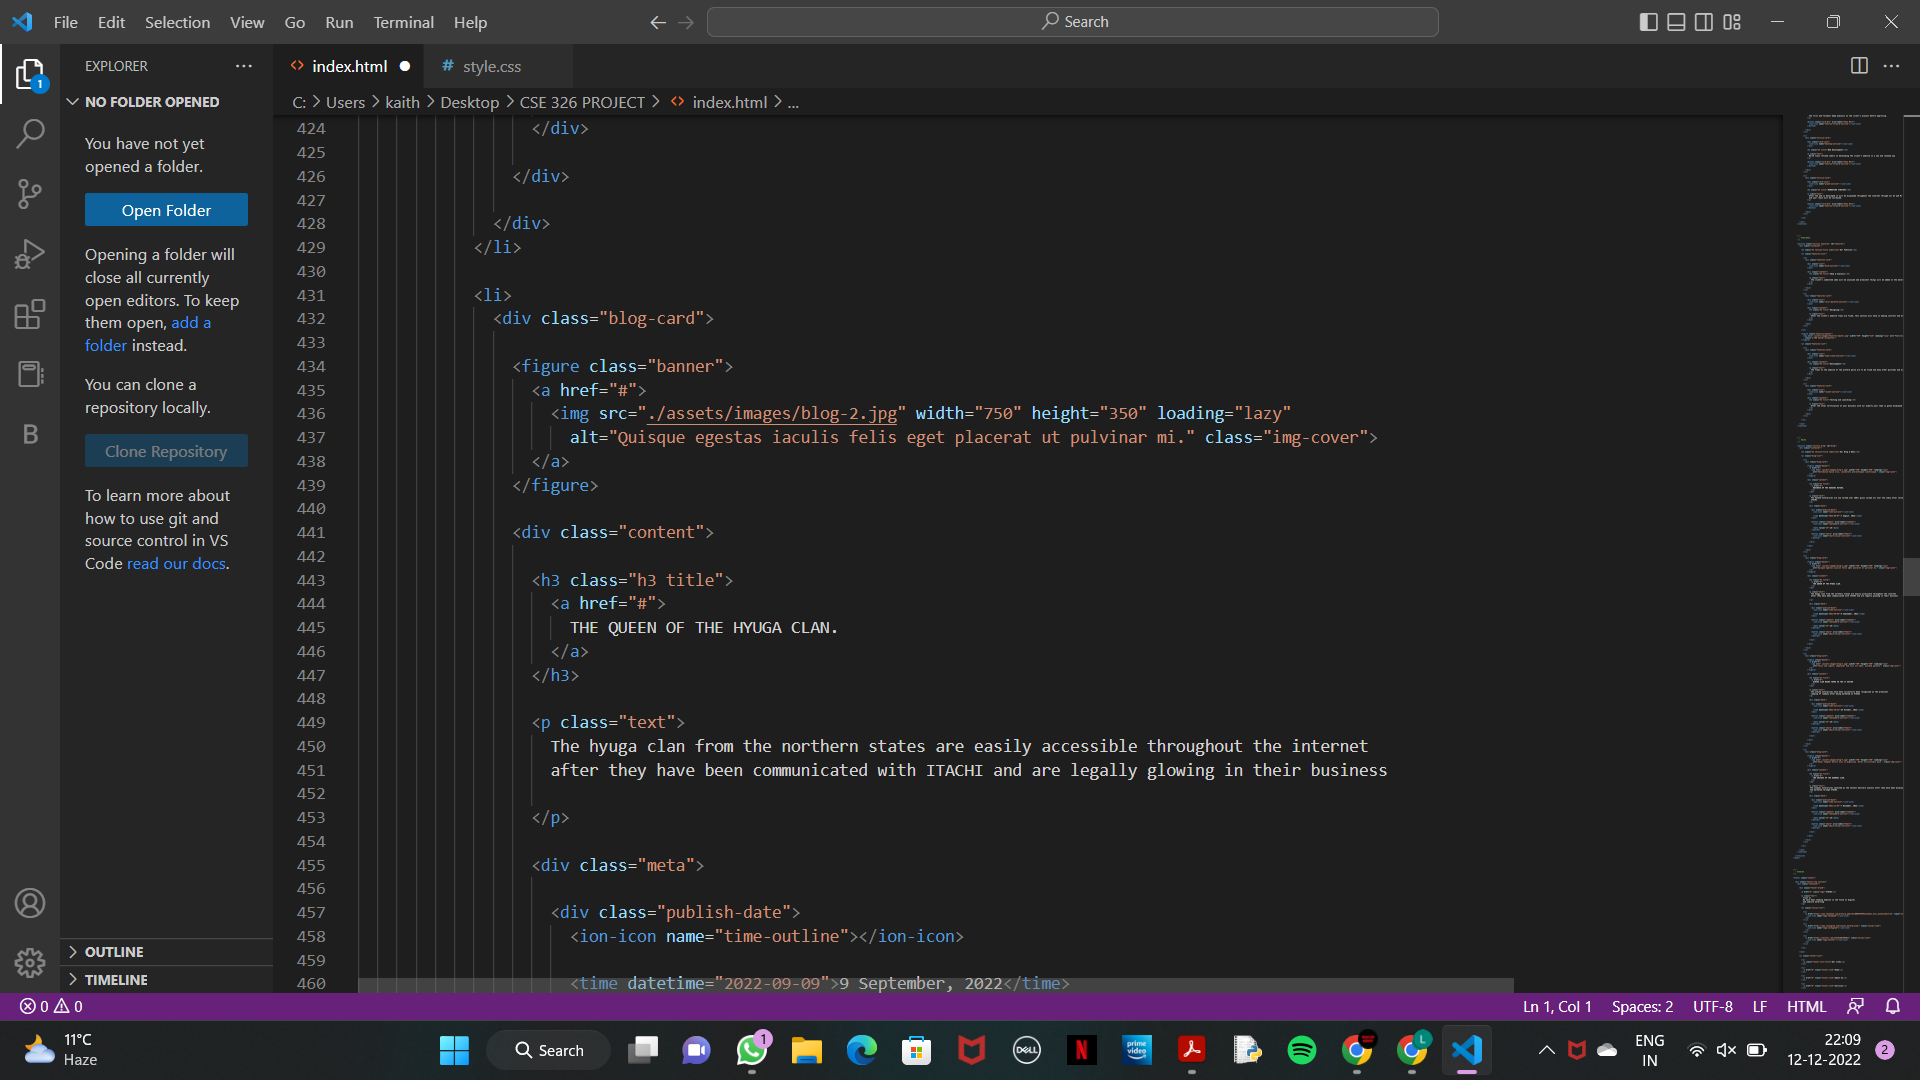 File Edit Selection View Go Run Terminal Help
Search
EXPLORER
NO FOLDER OPENED
You have not yet
opened a folder.
Open Folder
Opening a folder will
close all currently
open editors. To keep
them open, add a
folder instead.
You can clone a
repository locally.
Clone Repository
To learn more about
how to use git and
source control in VS
Code read our docs.
OUTLINE
TIMELINE
1
B
index.html
# style.css
C: > Users > kaith > Desktop > CSE 326 PROJECT > <> index.html > ...
424 </div>
425
426 </div>
427
428 </div>
429 </li>
430
431 <li>
432 <div class="blog-card">
433
434 <figure class="banner">
435 <a href="#">
436 <img src="./assets/images/blog-2.jpg" width="750" height="350" loading="lazy"
437 alt="Quisque egestas iaculis felis eget placerat ut pulvinar mi." class="img-cover">
438 </a>
439 </figure>
440
441 <div class="content">
442
443 <h3 class="h3 title">
444 <a href="#">
445 THE QUEEN OF THE HYUGA CLAN.
446 </a>
447 </h3>
448
449 <p class="text">
450 The hyuga clan from the northern states are easily accessible throughout the internet
451 after they have been communicated with ITACHI and are legally glowing in their business
452
453 </p>
454
455 <div class="meta">
456
457 <div class="publish-date">
458 <ion-icon name="time-outline"></ion-icon>
459
460 <time datetime="2022-09-09">9 September, 2022</time>
0 0
Ln 1, Col 1 Spaces: 2 UTF-8 LF HTML
11°C
Haze
Search
1
DELL
N
prime
video
L
ENG
IN
22:09
12-12-2022
2